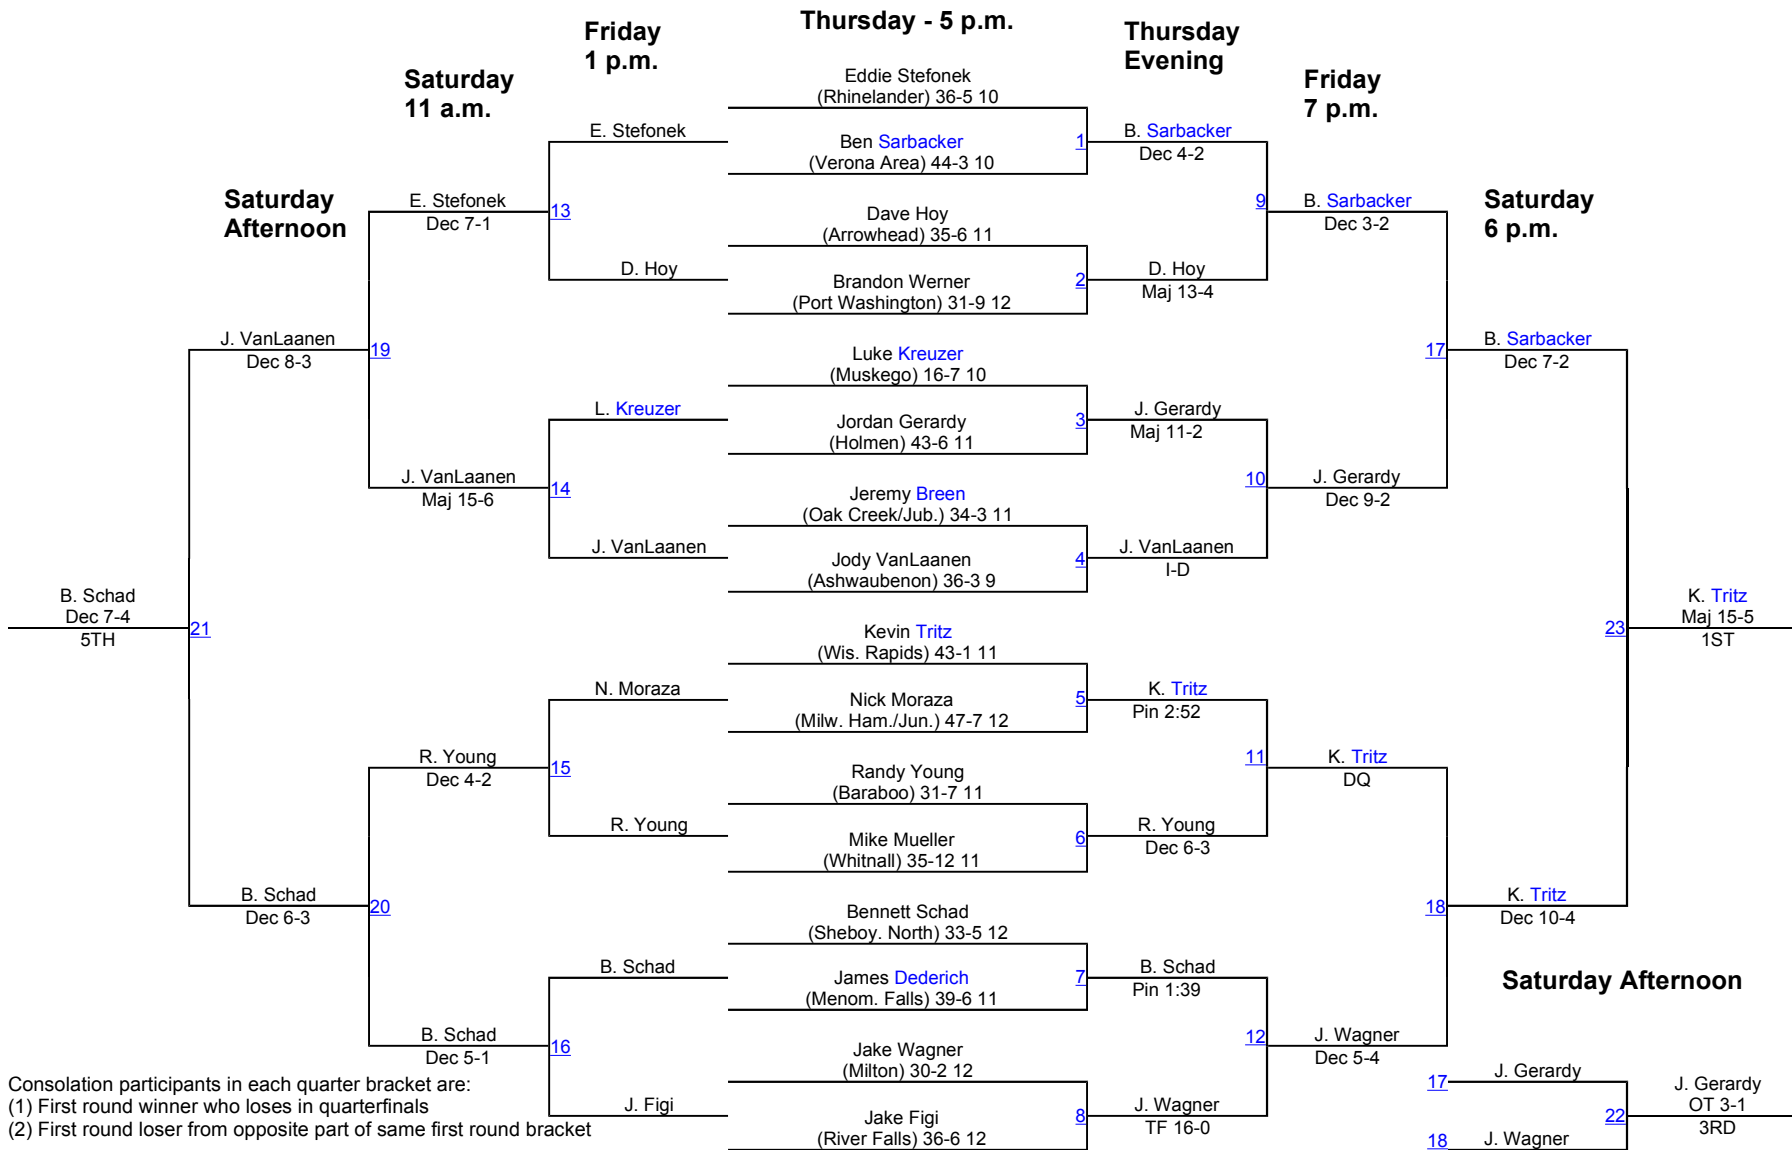 Thursday - 5 p.m.
Friday
1 p.m.
Thursday
Evening
Saturday
11 a.m.
Friday
7 p.m.
Saturday
Afternoon
Saturday
6 p.m.
Eddie Stefonek
(Rhinelander) 36-5 10
Ben Sarbacker
(Verona Area) 44-3 10
1
Dave Hoy
(Arrowhead) 35-6 11
Brandon Werner
(Port Washington) 31-9 12
2
Luke Kreuzer
(Muskego) 16-7 10
Jordan Gerardy
(Holmen) 43-6 11
3
Jeremy Breen
(Oak Creek/Jub.) 34-3 11
Jody VanLaanen
(Ashwaubenon) 36-3 9
4
Kevin Tritz
(Wis. Rapids) 43-1 11
Nick Moraza
(Milw. Ham./Jun.) 47-7 12
5
Randy Young
(Baraboo) 31-7 11
Mike Mueller
(Whitnall) 35-12 11
6
Bennett Schad
(Sheboy. North) 33-5 12
James Dederich
(Menom. Falls) 39-6 11
7
Jake Wagner
(Milton) 30-2 12
Jake Figi
(River Falls) 36-6 12
8
B. Sarbacker
Dec 4-2
9
D. Hoy
Maj 13-4
J. Gerardy
Maj 11-2
10
J. VanLaanen
I-D
K. Tritz
Pin 2:52
11
R. Young
Dec 6-3
B. Schad
Pin 1:39
12
J. Wagner
TF 16-0
B. Sarbacker
Dec 3-2
17
J. Gerardy
Dec 9-2
K. Tritz
DQ
18
J. Wagner
Dec 5-4
B. Sarbacker
Dec 7-2
23
K. Tritz
Dec 10-4
K. Tritz
Maj 15-5
1ST
Saturday Afternoon
17
J. Gerardy
22
18
J. Wagner
J. Gerardy
OT 3-1
3RD
E. Stefonek
13
D. Hoy
L. Kreuzer
14
J. VanLaanen
N. Moraza
15
R. Young
B. Schad
16
J. Figi
E. Stefonek
Dec 7-1
19
J. VanLaanen
Maj 15-6
R. Young
Dec 4-2
20
B. Schad
Dec 5-1
J. VanLaanen
Dec 8-3
21
B. Schad
Dec 6-3
B. Schad
Dec 7-4
5TH
Consolation participants in each quarter bracket are:
(1) First round winner who loses in quarterfinals
(2) First round loser from opposite part of same first round bracket